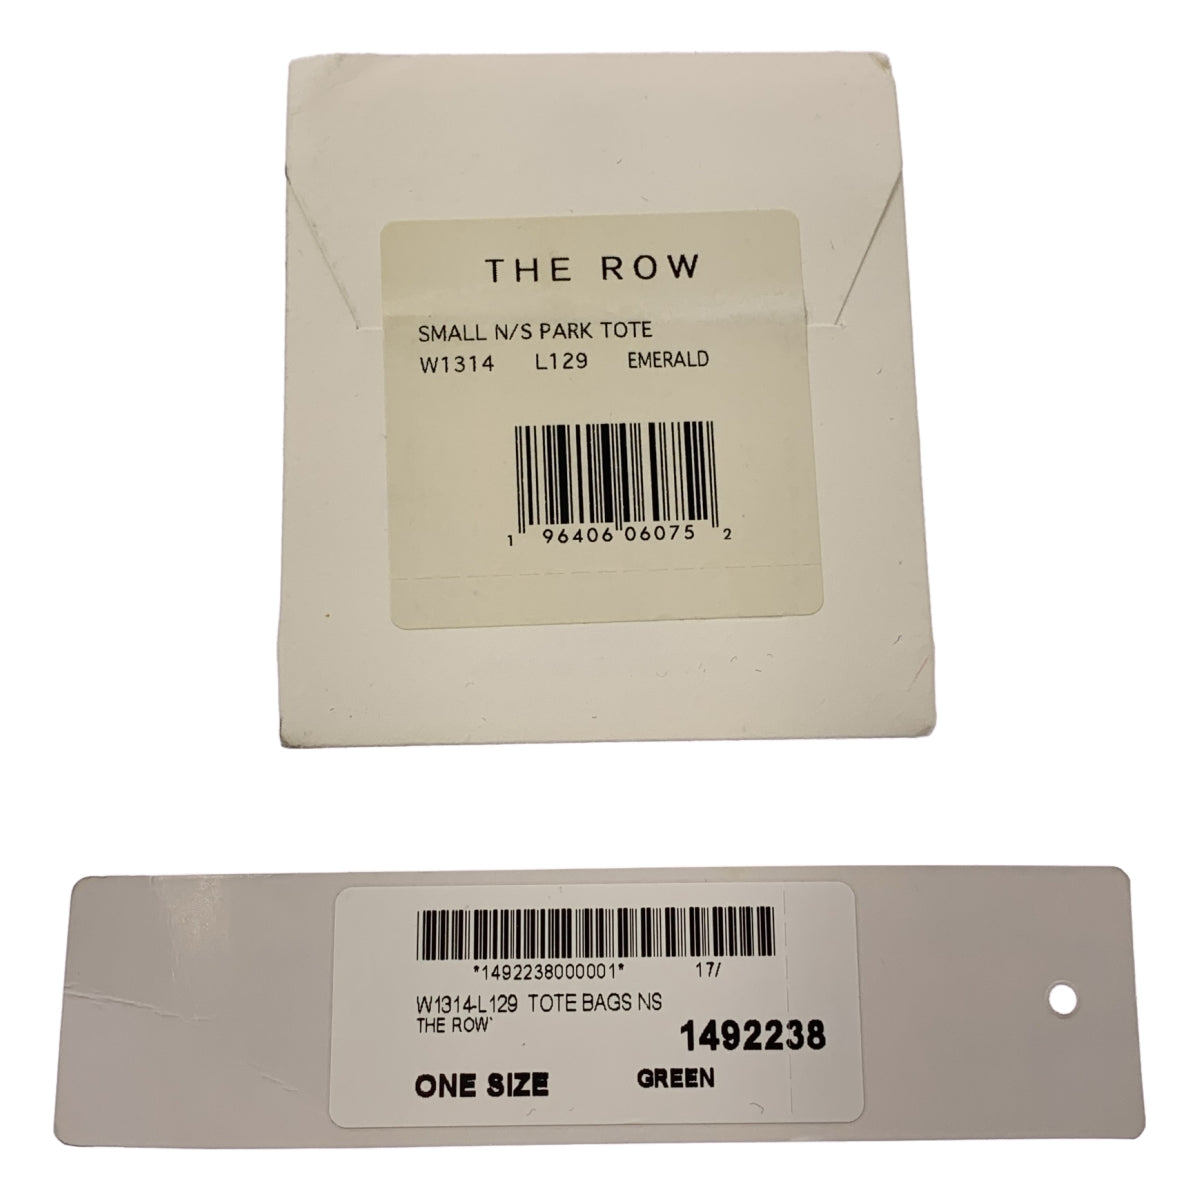 THE ROW
SMALL N/S PARK TOTE
W1314 L129 EMERALD
1 96406 06075 2
*1492238000001* 17/
W1314-L129 TOTE BAGS NS
THE ROW`
1492238
ONE SIZE GREEN